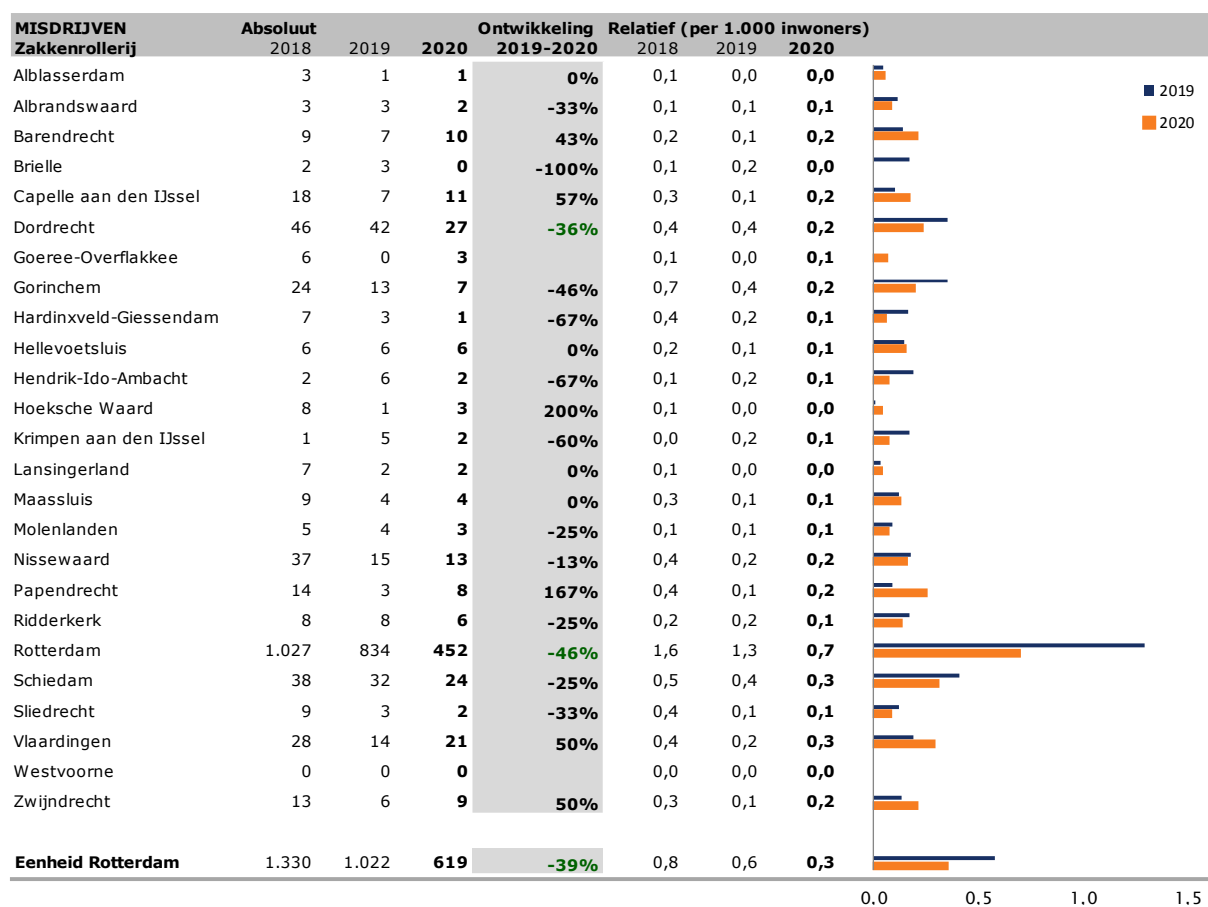 MISDRIJVEN Absoluut Ontwikkeling Relatief (per 1.000 inwoners)
Zakkenrollerij 2018 2019 2020 2019-2020 2018 2019 2020
Alblasserdam 3 1 1 0% 0,1 0,0 0,0
2019
Albrandswaard 3 3 2 -33% 0,1 0,1 0,1
2020
Barendrecht 9 7 10 43% 0,2 0,1 0,2
Brielle 2 3 0 -100% 0,1 0,2 0,0
Capelle aan den IJssel 18 7 11 57% 0,3 0,1 0,2
Dordrecht 46 42 27 -36% 0,4 0,4 0,2
Goeree-Overflakkee 6 0 3 0,1 0,0 0,1
Gorinchem 24 13 7 -46% 0,7 0,4 0,2
Hardinxveld-Giessendam 7 3 1 -67% 0,4 0,2 0,1
Hellevoetsluis 6 6 6 0% 0,2 0,1 0,1
Hendrik-Ido-Ambacht 2 6 2 -67% 0,1 0,2 0,1
Hoeksche Waard 8 1 3 200% 0,1 0,0 0,0
Krimpen aan den IJssel 1 5 2 -60% 0,0 0,2 0,1
Lansingerland 7 2 2 0% 0,1 0,0 0,0
Maassluis 9 4 4 0% 0,3 0,1 0,1
Molenlanden 5 4 3 -25% 0,1 0,1 0,1
Nissewaard 37 15 13 -13% 0,4 0,2 0,2
Papendrecht 14 3 8 167% 0,4 0,1 0,2
Ridderkerk 8 8 6 -25% 0,2 0,2 0,1
Rotterdam 1.027 834 452 -46% 1,6 1,3 0,7
Schiedam 38 32 24 -25% 0,5 0,4 0,3
Sliedrecht 9 3 2 -33% 0,4 0,1 0,1
Vlaardingen 28 14 21 50% 0,4 0,2 0,3
Westvoorne 0 0 0 0,0 0,0 0,0
Zwijndrecht 13 6 9 50% 0,3 0,1 0,2
Eenheid Rotterdam 1.330 1.022 619 -39% 0,8 0,6 0,3
0,0 0,5 1,0 1,5